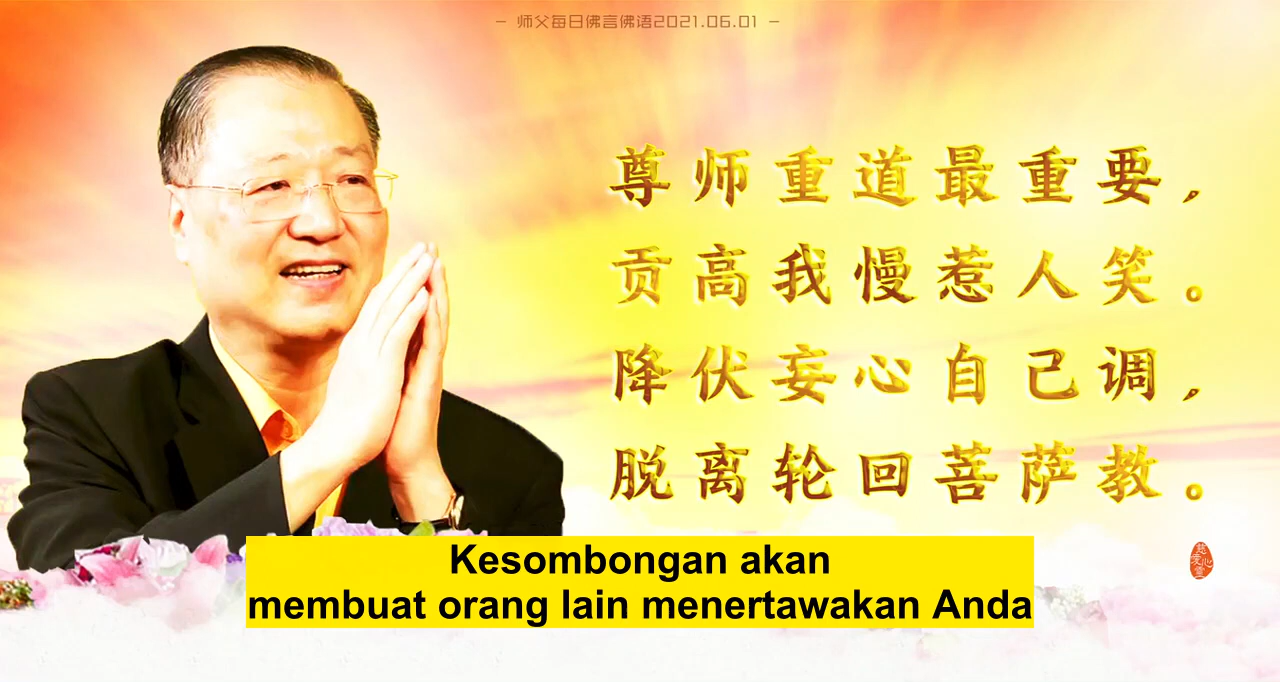 — 师父每日佛言佛语2021.06.01 —
尊师重道最重要，
贡高我慢惹人笑。
降伏妄心自己调，
脱离轮回菩萨教。
Kesombongan akan
membuat orang lain menertawakan Anda